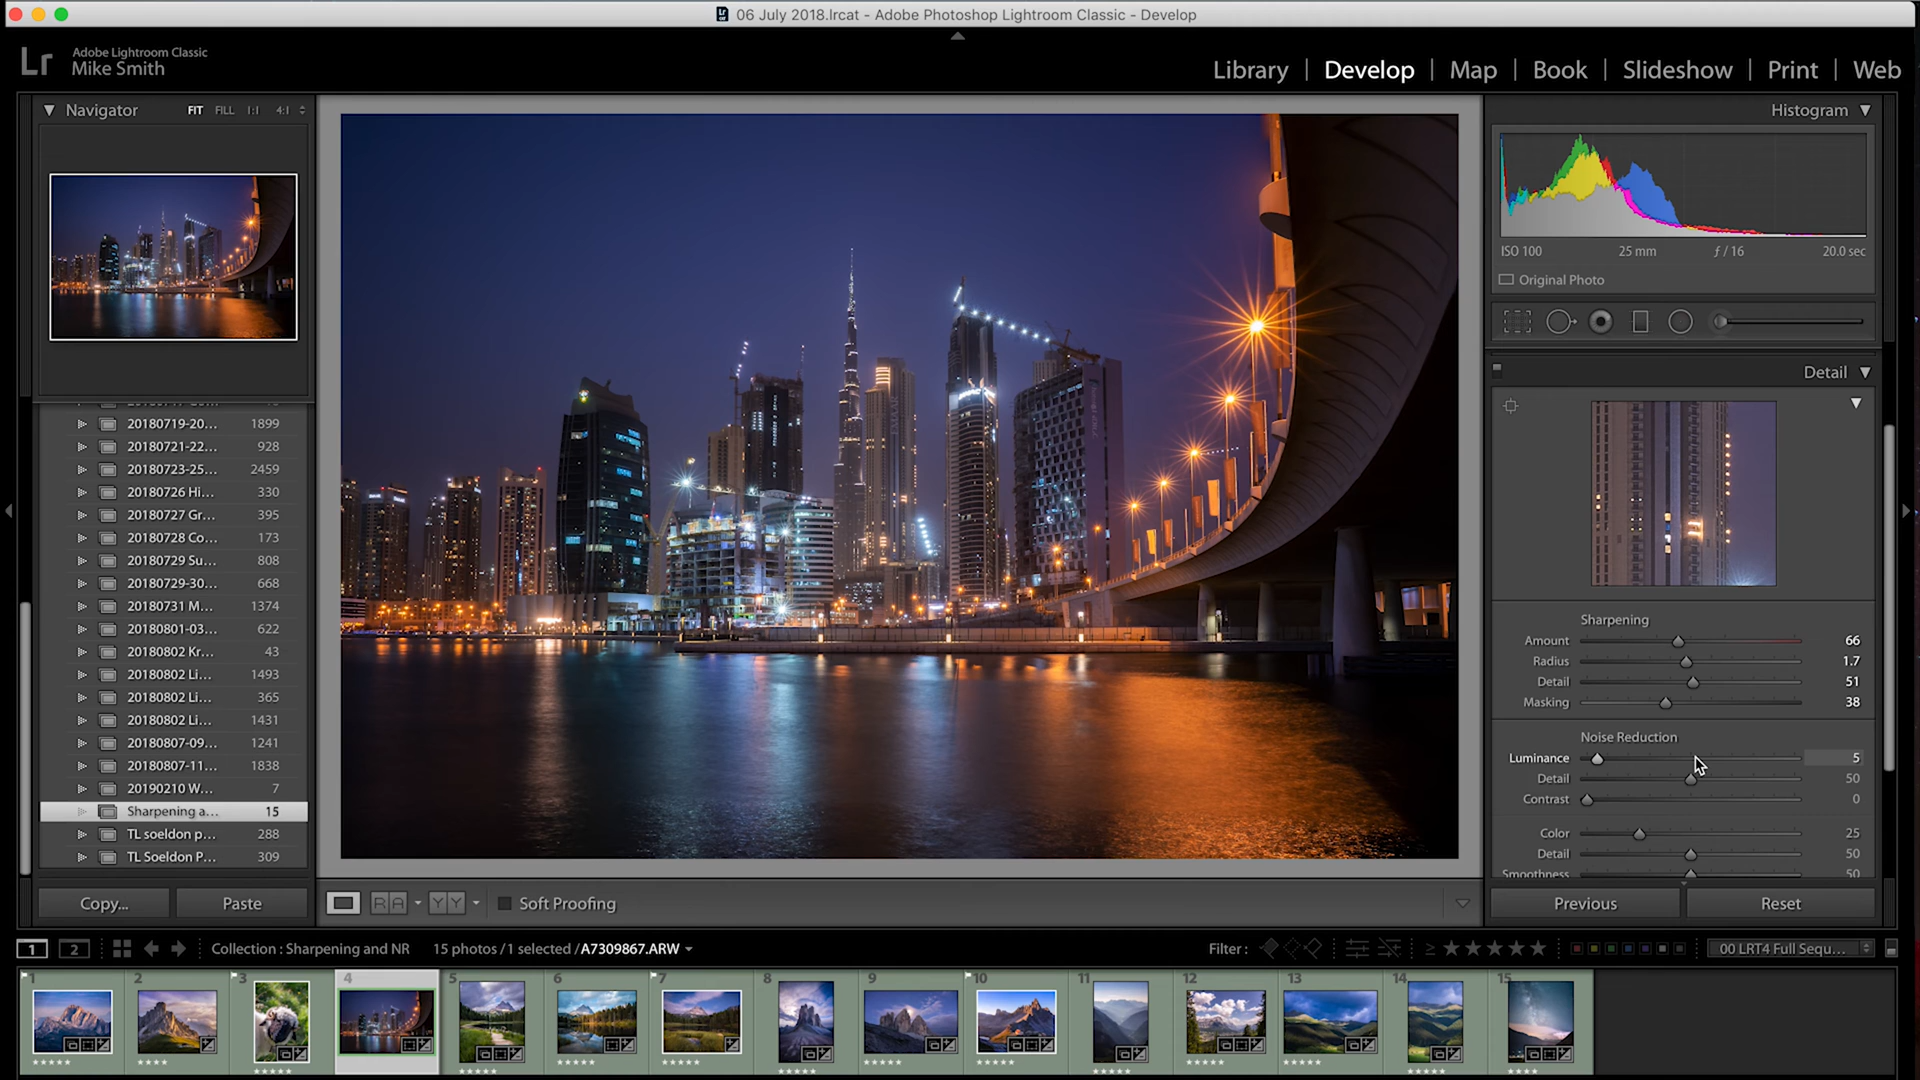 06 July 2018.lrcat - Adobe Photoshop Lightroom Classic - Develop
Lr
Adobe Lightroom Classic
Mike Smith
Library | Develop | Map | Book | Slideshow | Print | Web
Navigator FIT FILL 1:1 4:1
Histogram
ISO 100 25 mm ƒ / 16 20.0 sec
Original Photo
Detail
20180719-20... 1899
20180721-22... 928
20180723-25... 2459
20180726 Hi... 330
20180727 Gr... 395
20180728 Co... 173
20180729 Su... 808
20180729-30... 668
20180731 M... 1374
20180801-03... 622
20180802 Kr... 43
20180802 Li... 1493
20180802 Li... 365
20180802 Li... 1431
20180807-09... 1241
20180807-11... 1838
20190210 W... 7
Sharpening a... 15
TL soeldon p... 288
TL Soeldon P... 309
Sharpening
Amount 66
Radius 1.7
Detail 51
Masking 38
Noise Reduction
Luminance 5
Detail 50
Contrast 0
Color 25
Detail 50
Smoothness 50
Copy... Paste
R A Y Y Soft Proofing
Previous Reset
1 2 Collection : Sharpening and NR 15 photos / 1 selected / A7309867.ARW
Filter : ≥ ★★★★★ 00 LRT4 Full Sequ...
1 2 3 4 5 6 7 8 9 10 11 12 13 14 15